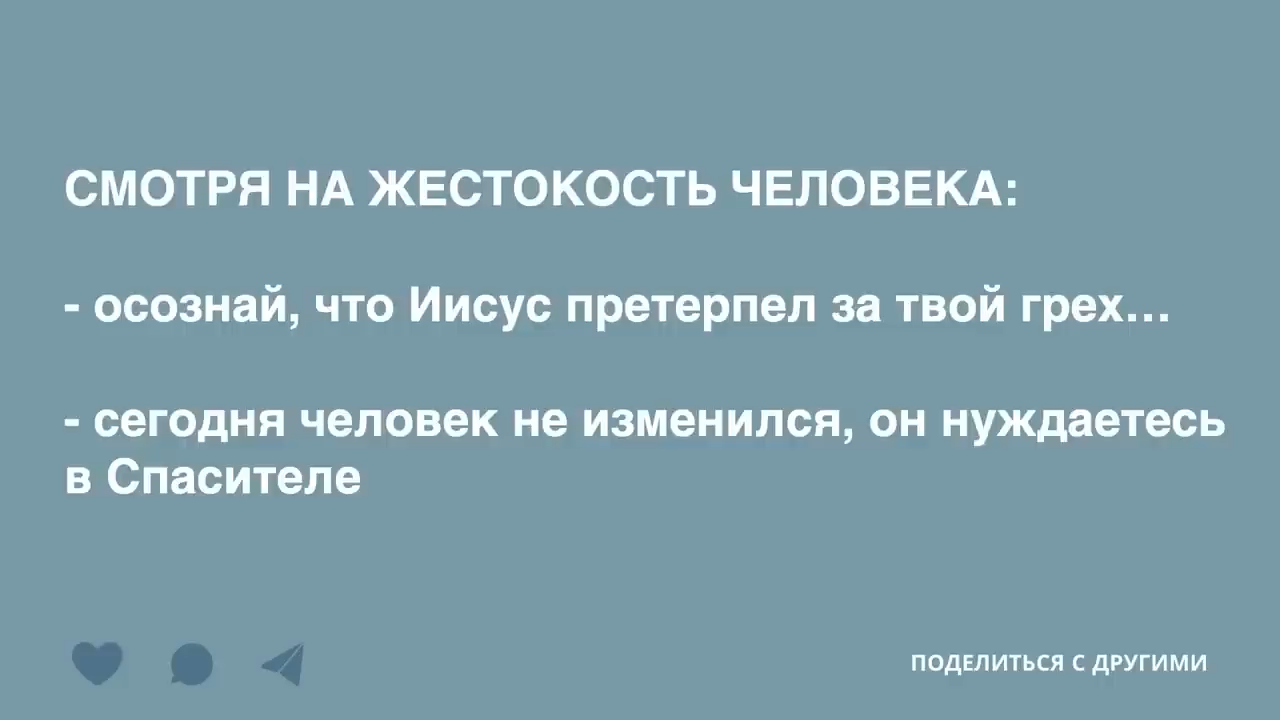 СМОТРЯ НА ЖЕСТОКОСТЬ ЧЕЛОВЕКА:
- осознай, что Иисус претерпел за твой грех...
- сегодня человек не изменился, он нуждаетесь
в Спасителе
ПОДЕЛИТЬСЯ С ДРУГИМИ